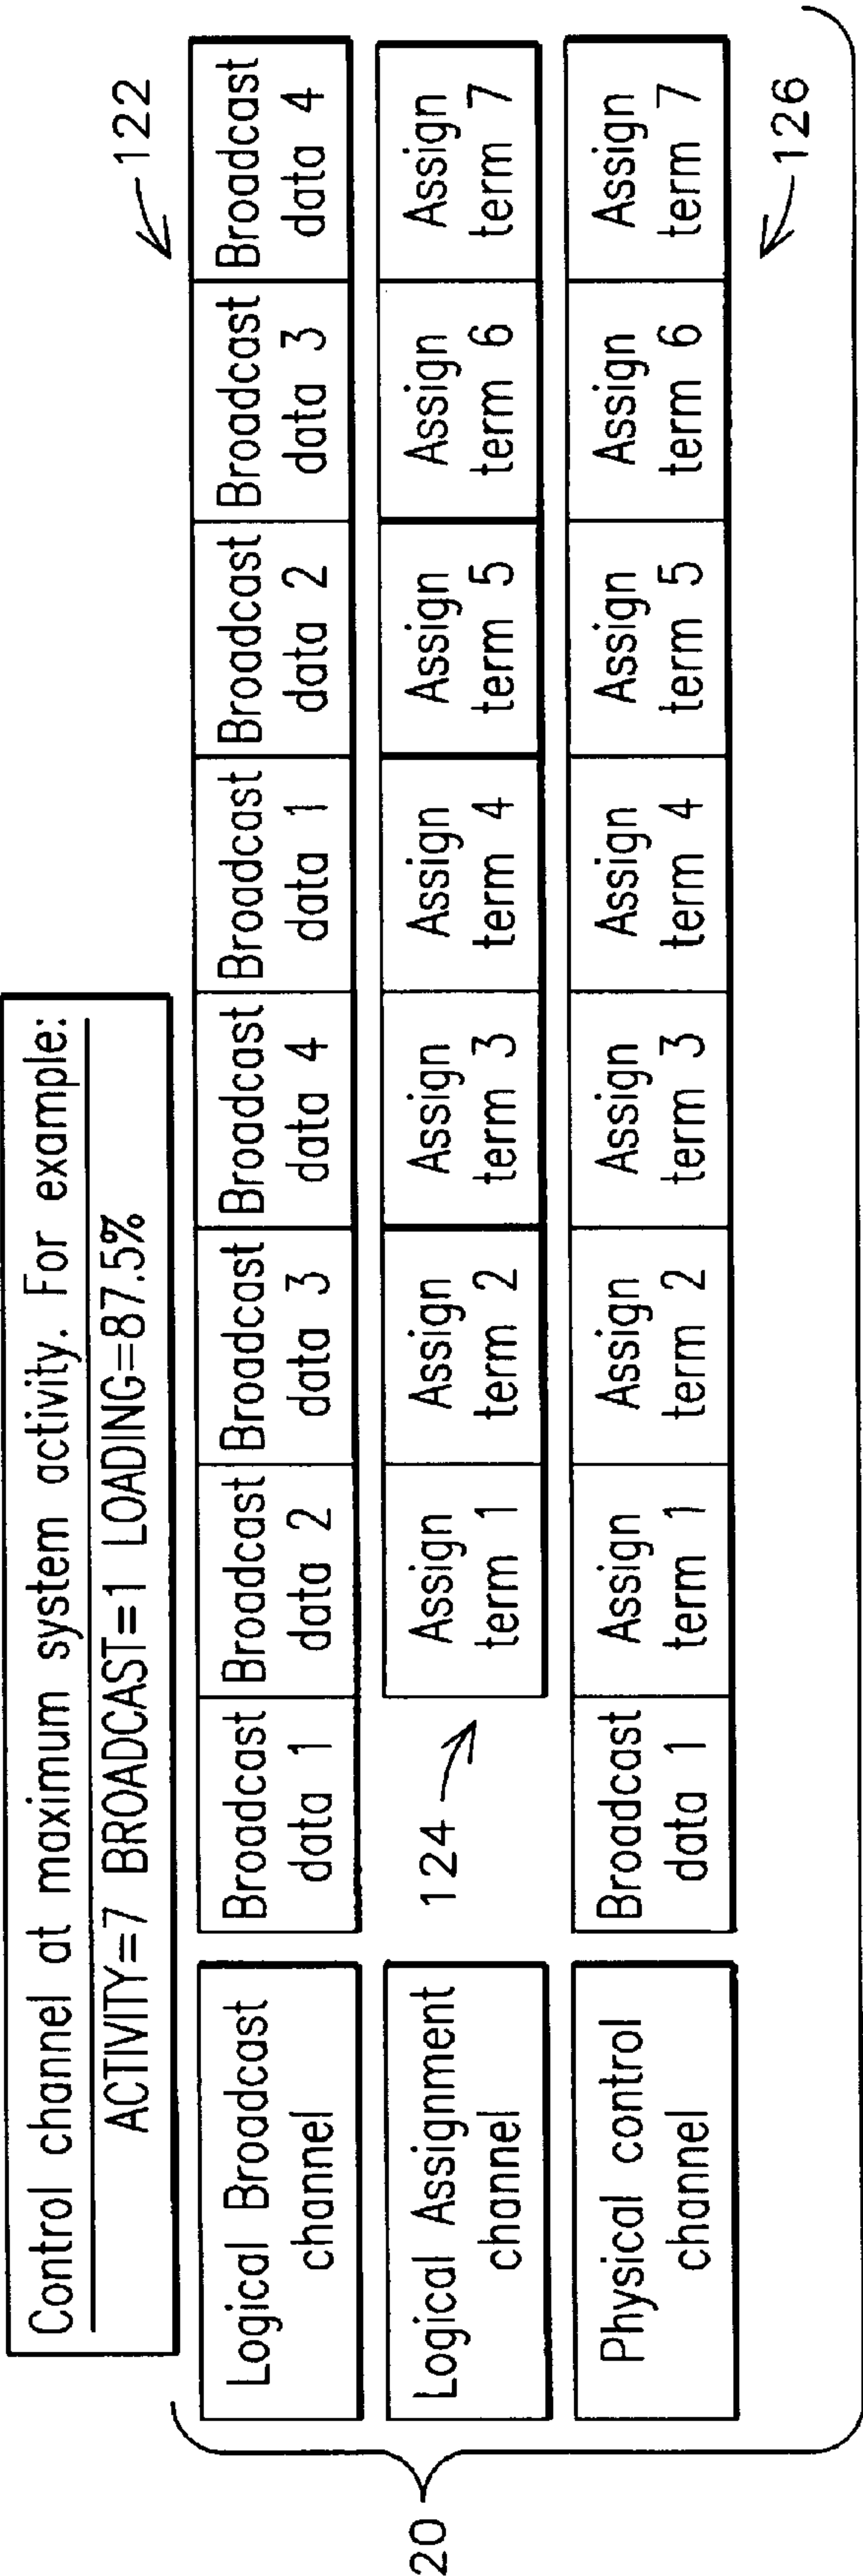 Control channel at maximum system activity. For example:
ACTIVITY=7 BROADCAST=1 LOADING=87.5%
122
Logical Broadcast
channel
Broadcast
data 1
Broadcast
data 2
Broadcast
data 3
Broadcast
data 4
Broadcast
data 1
Broadcast
data 2
Broadcast
data 3
Broadcast
data 4
20
Logical Assignment
channel
124
Assign
term 1
Assign
term 2
Assign
term 3
Assign
term 4
Assign
term 5
Assign
term 6
Assign
term 7
Physical control
channel
Broadcast
data 1
Assign
term 1
Assign
term 2
Assign
term 3
Assign
term 4
Assign
term 5
Assign
term 6
Assign
term 7
126